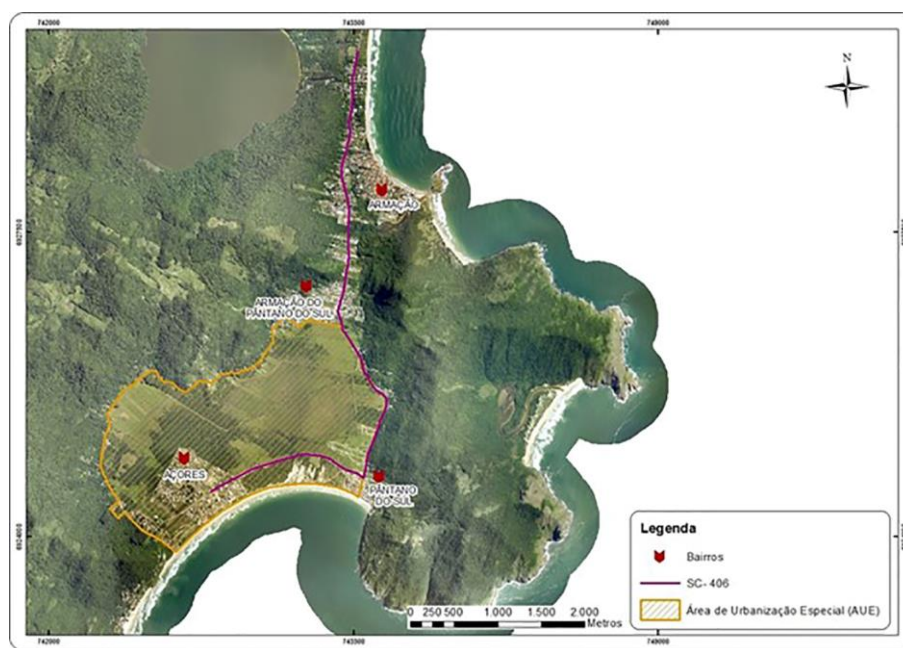 742000
745500
749000
N
ARMAÇÃO
ARMAÇÃO DO
PÂNTANO DO SUL
AÇORES
PÂNTANO
DO SUL
Legenda
Bairros
SC- 406
Área de Urbanização Especial (AUE)
0 250 500 1.000 1.500 2.000
Metros
6927500
6924000
742000
749000